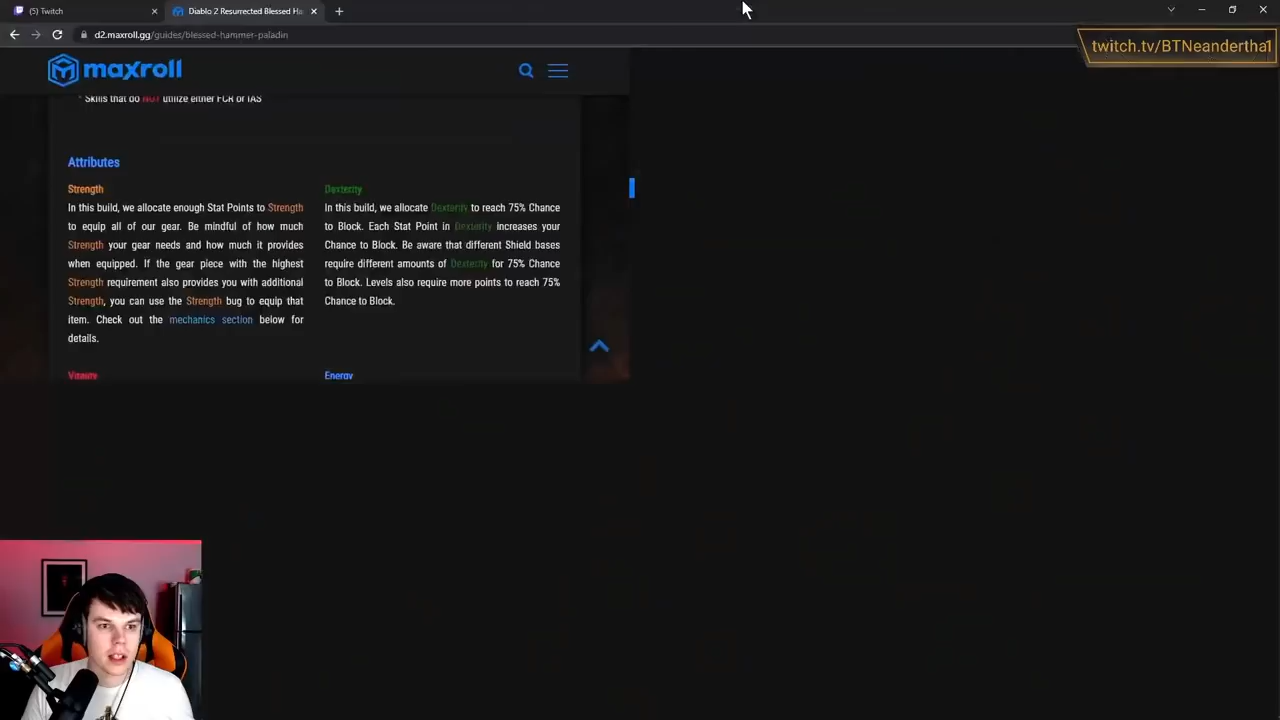 (5) Twitch
Diablo 2 Resurrected Blessed Ha
d2.maxroll.gg/guides/blessed-hammer-paladin
twitch.tv/BTNeanderthal
maxroll
* Skills that do NOT utilize either FCR or IAS
Attributes
Strength
In this build, we allocate enough Stat Points to Strength
to equip all of our gear. Be mindful of how much
Strength your gear needs and how much it provides
when equipped. If the gear piece with the highest
Strength requirement also provides you with additional
Strength, you can use the Strength bug to equip that
item. Check out the mechanics section below for
details.
Dexterity
In this build, we allocate Dexterity to reach 75% Chance
to Block. Each Stat Point in Dexterity increases your
Chance to Block. Be aware that different Shield bases
require different amounts of Dexterity for 75% Chance
to Block. Levels also require more points to reach 75%
Chance to Block.
Vitality
Energy